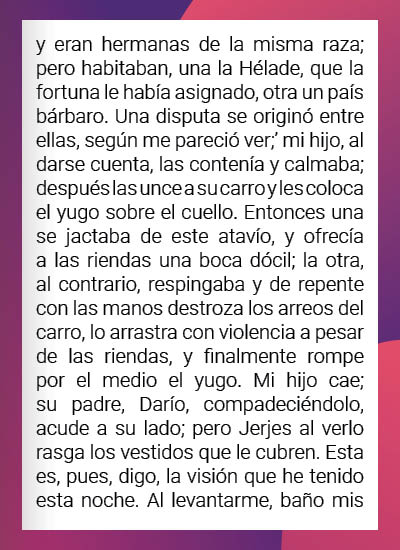 y eran hermanas de la misma raza;
pero habitaban, una la Hélade, que la
fortuna le había asignado, otra un país
bárbaro. Una disputa se originó entre
ellas, según me pareció ver;’ mi hijo, al
darse cuenta, las contenía y calmaba;
después las unce a su carro y les coloca
el yugo sobre el cuello. Entonces una
se jactaba de este atavío, y ofrecía
a las riendas una boca dócil; la otra,
al contrario, respingaba y de repente
con las manos destroza los arreos del
carro, lo arrastra con violencia a pesar
de las riendas, y finalmente rompe
por el medio el yugo. Mi hijo cae;
su padre, Darío, compadeciéndolo,
acude a su lado; pero Jerjes al verlo
rasga los vestidos que le cubren. Esta
es, pues, digo, la visión que he tenido
esta noche. Al levantarme, baño mis